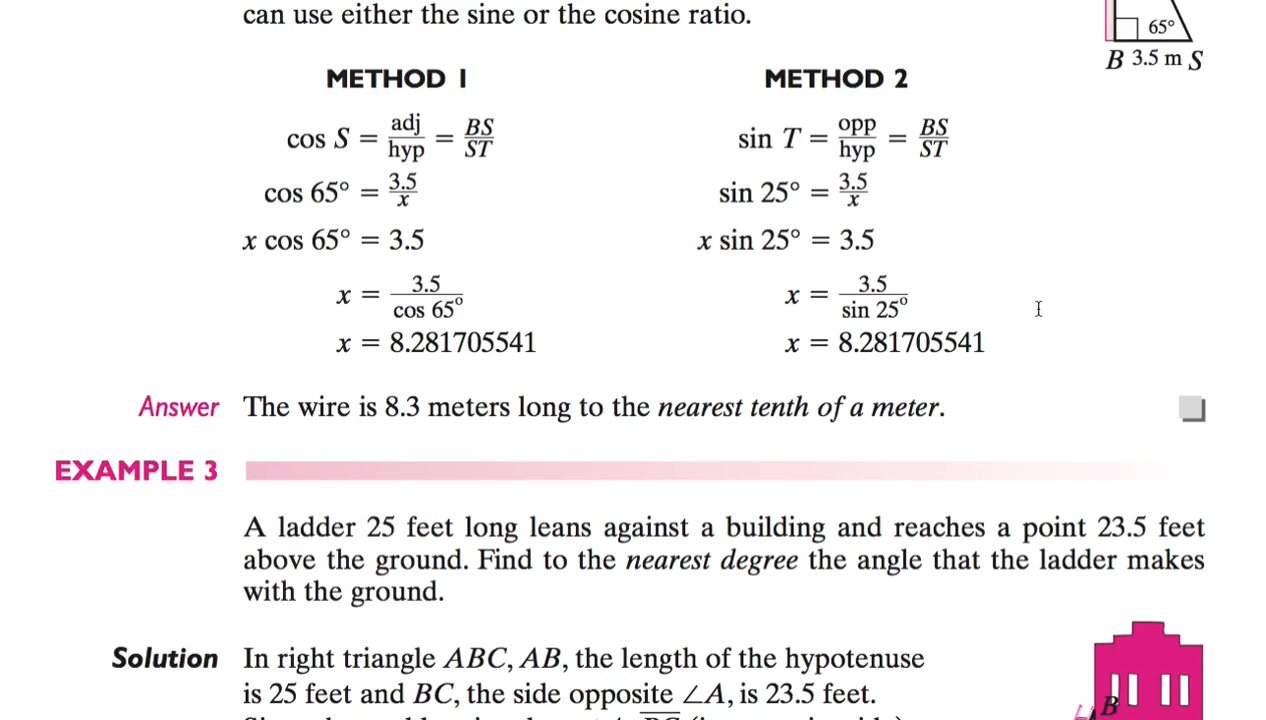 can use either the sine or the cosine ratio.
65°
B 3.5 m S
METHOD 1
cos S = adj/hyp = BS/ST
cos 65° = 3.5/x
x cos 65° = 3.5
x = 3.5/cos 65°
x = 8.281705541
METHOD 2
sin T = opp/hyp = BS/ST
sin 25° = 3.5/x
x sin 25° = 3.5
x = 3.5/sin 25°
x = 8.281705541
Answer The wire is 8.3 meters long to the nearest tenth of a meter.
EXAMPLE 3
A ladder 25 feet long leans against a building and reaches a point 23.5 feet
above the ground. Find to the nearest degree the angle that the ladder makes
with the ground.
Solution In right triangle ABC, AB, the length of the hypotenuse
is 25 feet and BC, the side opposite ∠A, is 23.5 feet.
B